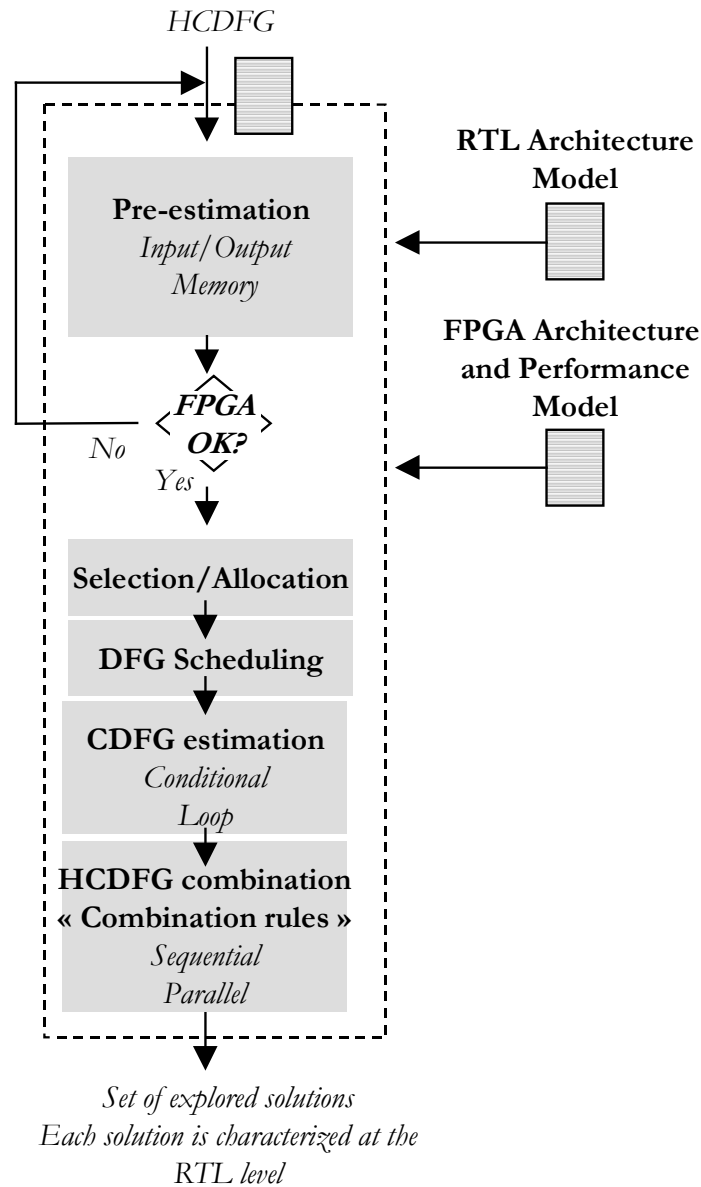 HCDFG
RTL Architecture
Model
Pre-estimation
Input/Output
Memory
FPGA Architecture
and Performance
Model
FPGA
OK?
No
Yes
Selection/Allocation
DFG Scheduling
CDFG estimation
Conditional
Loop
HCDFG combination
« Combination rules »
Sequential
Parallel
Set of explored solutions
Each solution is characterized at the
RTL level